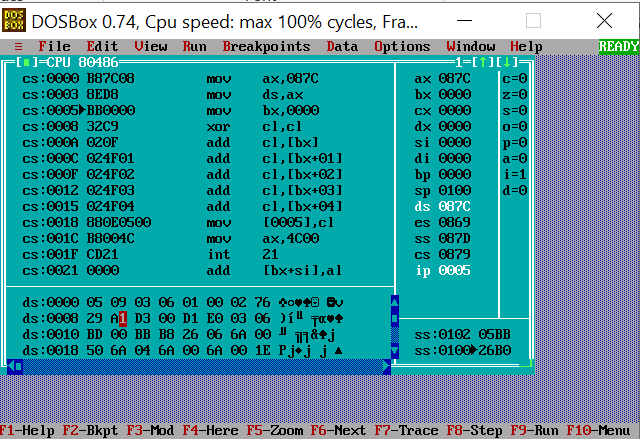 DOSBox 0.74, Cpu speed: max 100% cycles, Fra...
≡ File Edit View Run Breakpoints Data Options Window Help READY
[■]=CPU 80486 1=[↑][↓]
cs:0000 B87C08 mov ax,087C ax 087C c=0
cs:0003 8ED8 mov ds,ax bx 0000 z=0
cs:0005►BB0000 mov bx,0000 cx 0000 s=0
cs:0008 32C9 xor cl,cl dx 0000 o=0
cs:000A 020F add cl,[bx] si 0000 p=0
cs:000C 024F01 add cl,[bx+01] di 0000 a=0
cs:000F 024F02 add cl,[bx+02] bp 0000 i=1
cs:0012 024F03 add cl,[bx+03] sp 0100 d=0
cs:0015 024F04 add cl,[bx+04] ds 087C
cs:0018 880E0500 mov [0005],cl es 0869
cs:001C B8004C mov ax,4C00 ss 087D
cs:001F CD21 int 21 cs 0879
cs:0021 0000 add [bx+si],al ip 0005
ds:0000 05 09 03 06 01 00 02 76 ♣○♥♠☺ ☻v
ds:0008 29 A1 D3 00 D1 E0 03 06 )í╙ ╤α♥♠
ds:0010 BD 00 BB B8 26 06 6A 00 ╜ ╗╕&♠j
ds:0018 50 6A 04 6A 00 6A 00 1E Pj♦j j ▲
ss:0102 05BB
ss:0100►26B0
F1-Help F2-Bkpt F3-Mod F4-Here F5-Zoom F6-Next F7-Trace F8-Step F9-Run F10-Menu